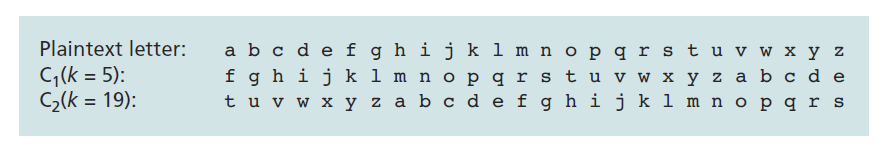 Plaintext letter: a b c d e f g h i j k l m n o p q r s t u v w x y z
C₁(k = 5): f g h i j k l m n o p q r s t u v w x y z a b c d e
C₂(k = 19): t u v w x y z a b c d e f g h i j k l m n o p q r s